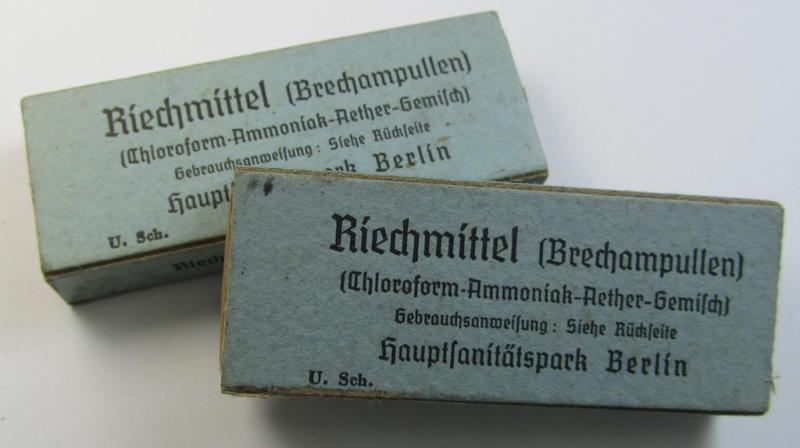 Riechmittel (Brechampullen)
(Chloroform-Ammoniak-Aether-Gemisch)
Gebrauchsanweisung: Siehe Rückseite
Berlin
U. Sch.
Riechmittel (Brechampullen)
(Chloroform-Ammoniak-Aether-Gemisch)
Gebrauchsanweisung: Siehe Rückseite
Hauptsanitätspark Berlin
U. Sch.